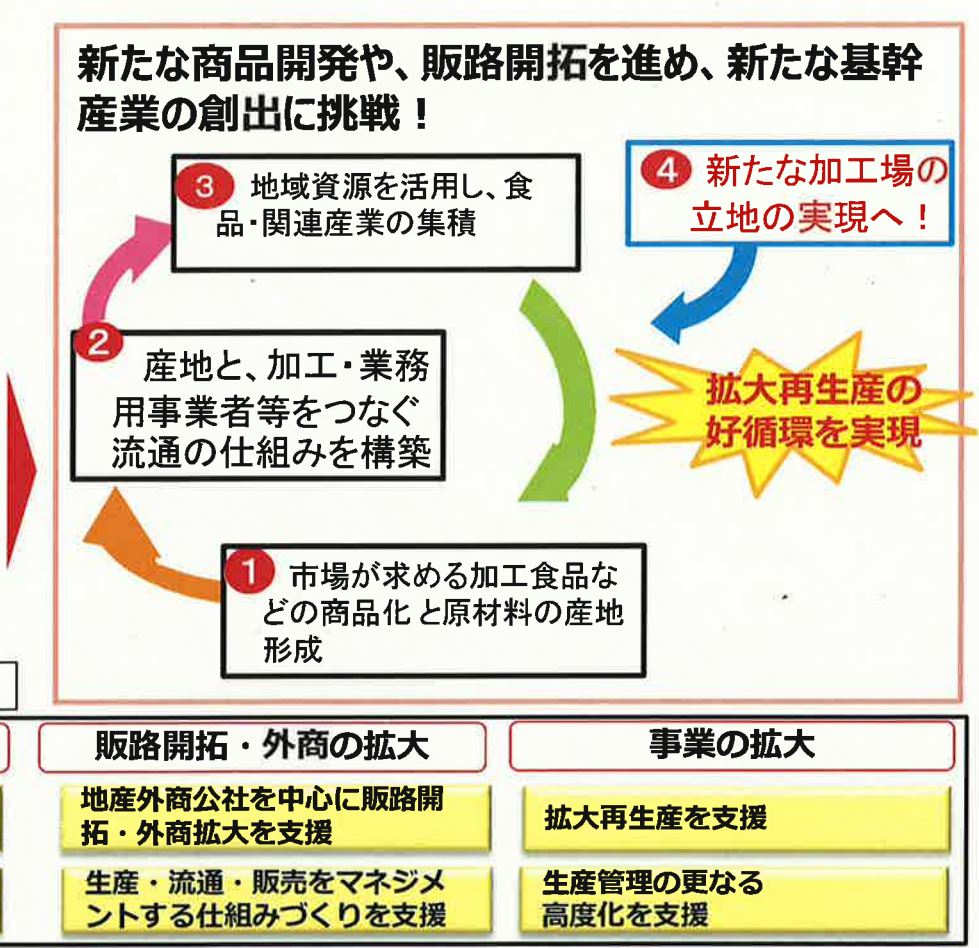 新たな商品開発や、販路開拓を進め、新たな基幹
産業の創出に挑戦！
③ 地域資源を活用し、食
品・関連産業の集積
④ 新たな加工場の
立地の実現へ！
② 産地と、加工・業務
用事業者等をつなぐ
流通の仕組みを構築
拡大再生産の
好循環を実現
① 市場が求める加工食品な
どの商品化と原材料の産地
形成
販路開拓・外商の拡大
事業の拡大
地産外商公社を中心に販路開
拓・外商拡大を支援
拡大再生産を支援
生産・流通・販売をマネジメ
ントする仕組みづくりを支援
生産管理の更なる
高度化を支援